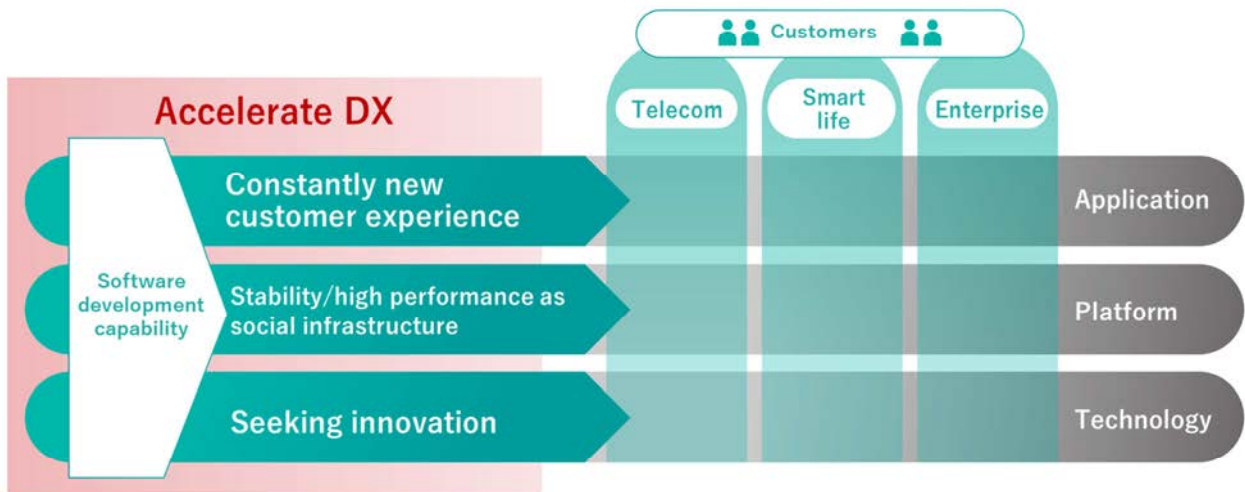 Customers
Telecom
Smart
life
Enterprise
Accelerate DX
Software
development
capability
Constantly new
customer experience
Application
Stability/high performance as
social infrastructure
Platform
Seeking innovation
Technology